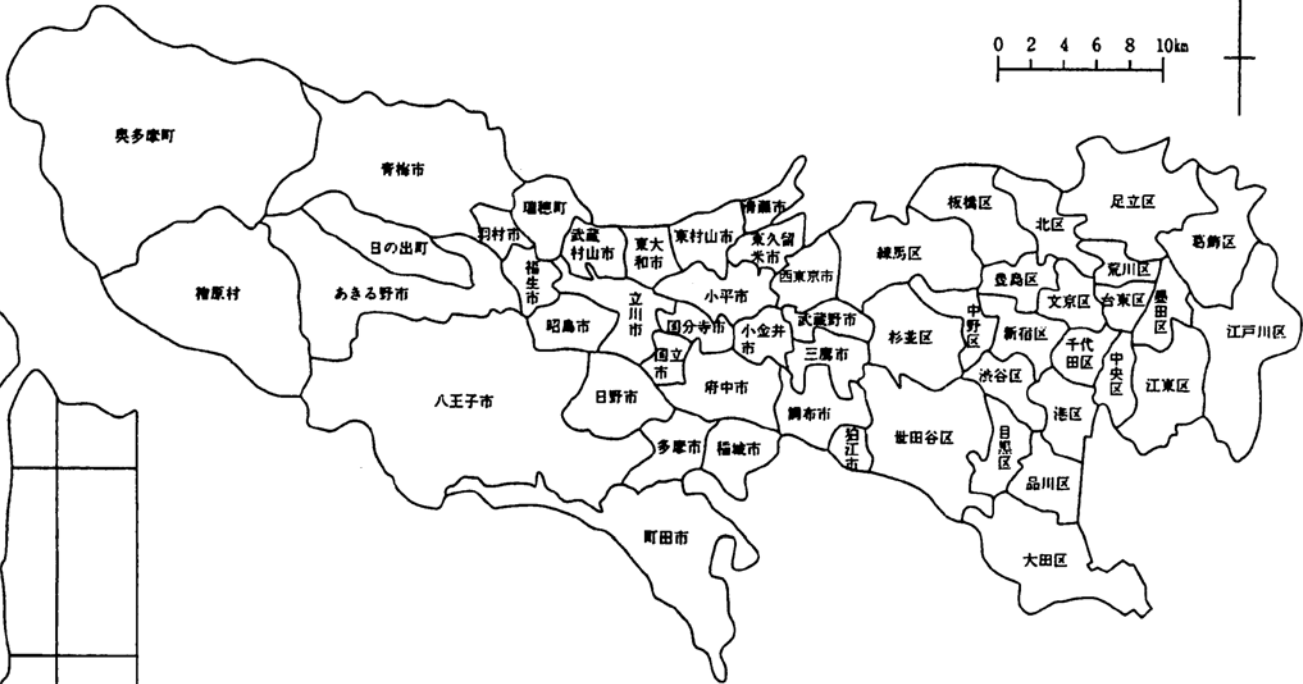 0 2 4 6 8 10km
奥多摩町
青梅市
瑞穂町
羽村市
日の出町
檜原村
あきる野市
福生市
武蔵
村山市
東大
和市
東村山市
清瀬市
東久留
米市
西東京市
小平市
立川市
昭島市
国分寺市
国立
市
小金井
市
武蔵野市
三鷹市
八王子市
日野市
府中市
調布市
狛江市
多摩市
稲城市
町田市
板橋区
北区
足立区
葛飾区
練馬区
豊島区
荒川区
文京区
台東区
墨田区
江戸川区
杉並区
中野区
新宿区
千代
田区
中央区
江東区
渋谷区
港区
世田谷区
目黒区
品川区
大田区